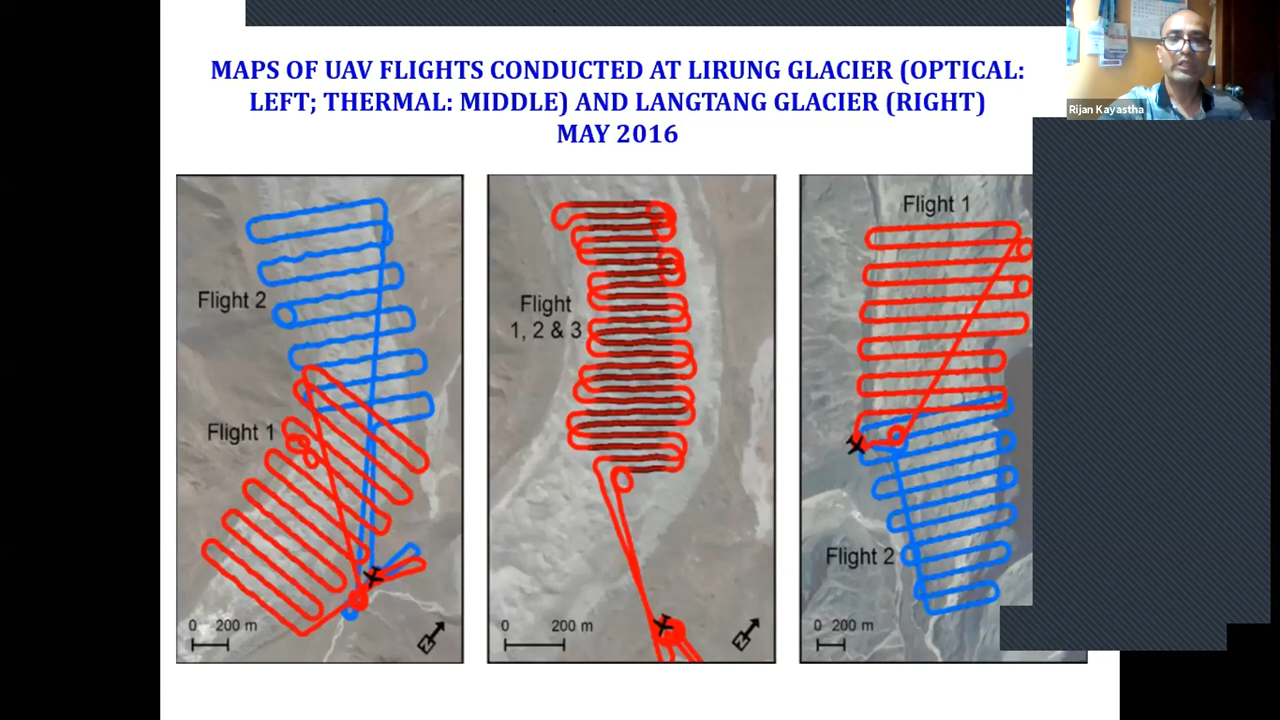 MAPS OF UAV FLIGHTS CONDUCTED AT LIRUNG GLACIER (OPTICAL:
LEFT; THERMAL: MIDDLE) AND LANGTANG GLACIER (RIGHT)
MAY 2016
Rijan Kayastha
Flight 2
Flight 1
0 200 m
N
Flight
1, 2 & 3
0 200 m
N
Flight 1
Flight 2
0 200 m